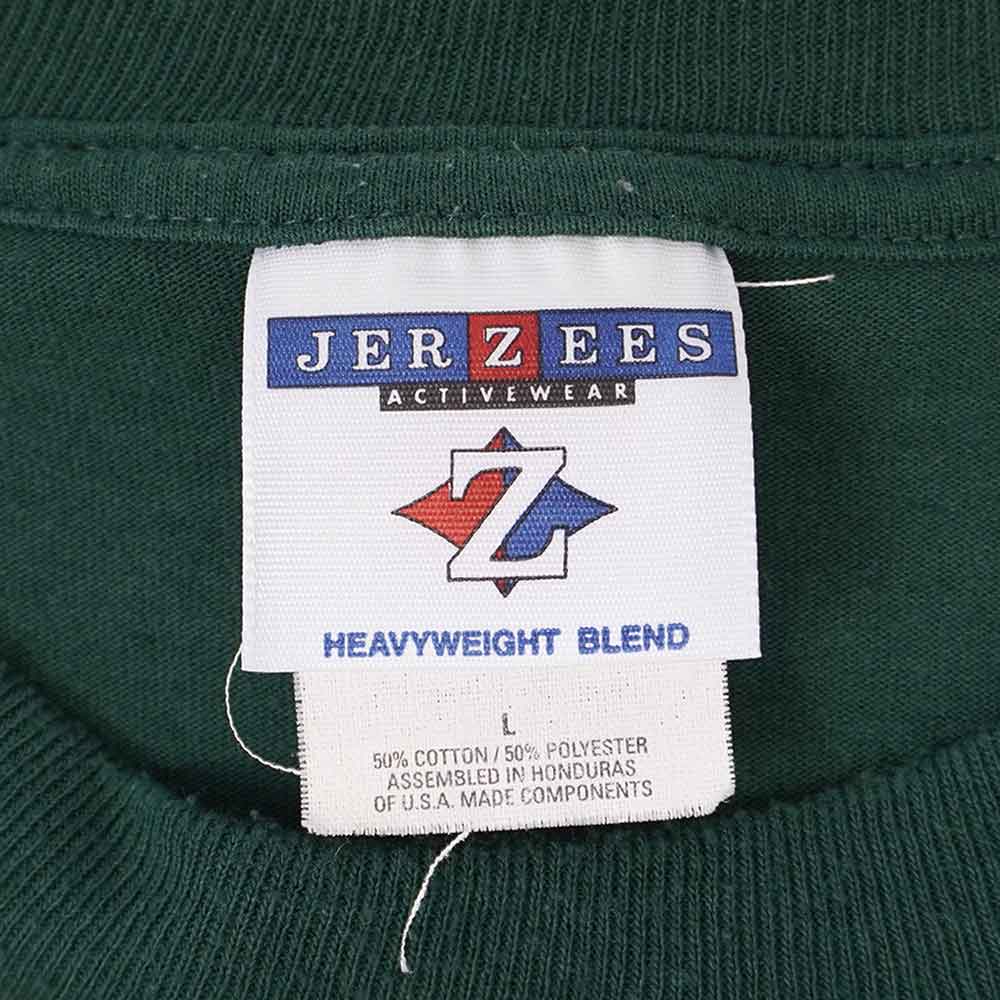 JERZEES
ACTIVEWEAR
Z
HEAVYWEIGHT BLEND
L
50% COTTON / 50% POLYESTER
ASSEMBLED IN HONDURAS
OF U.S.A. MADE COMPONENTS